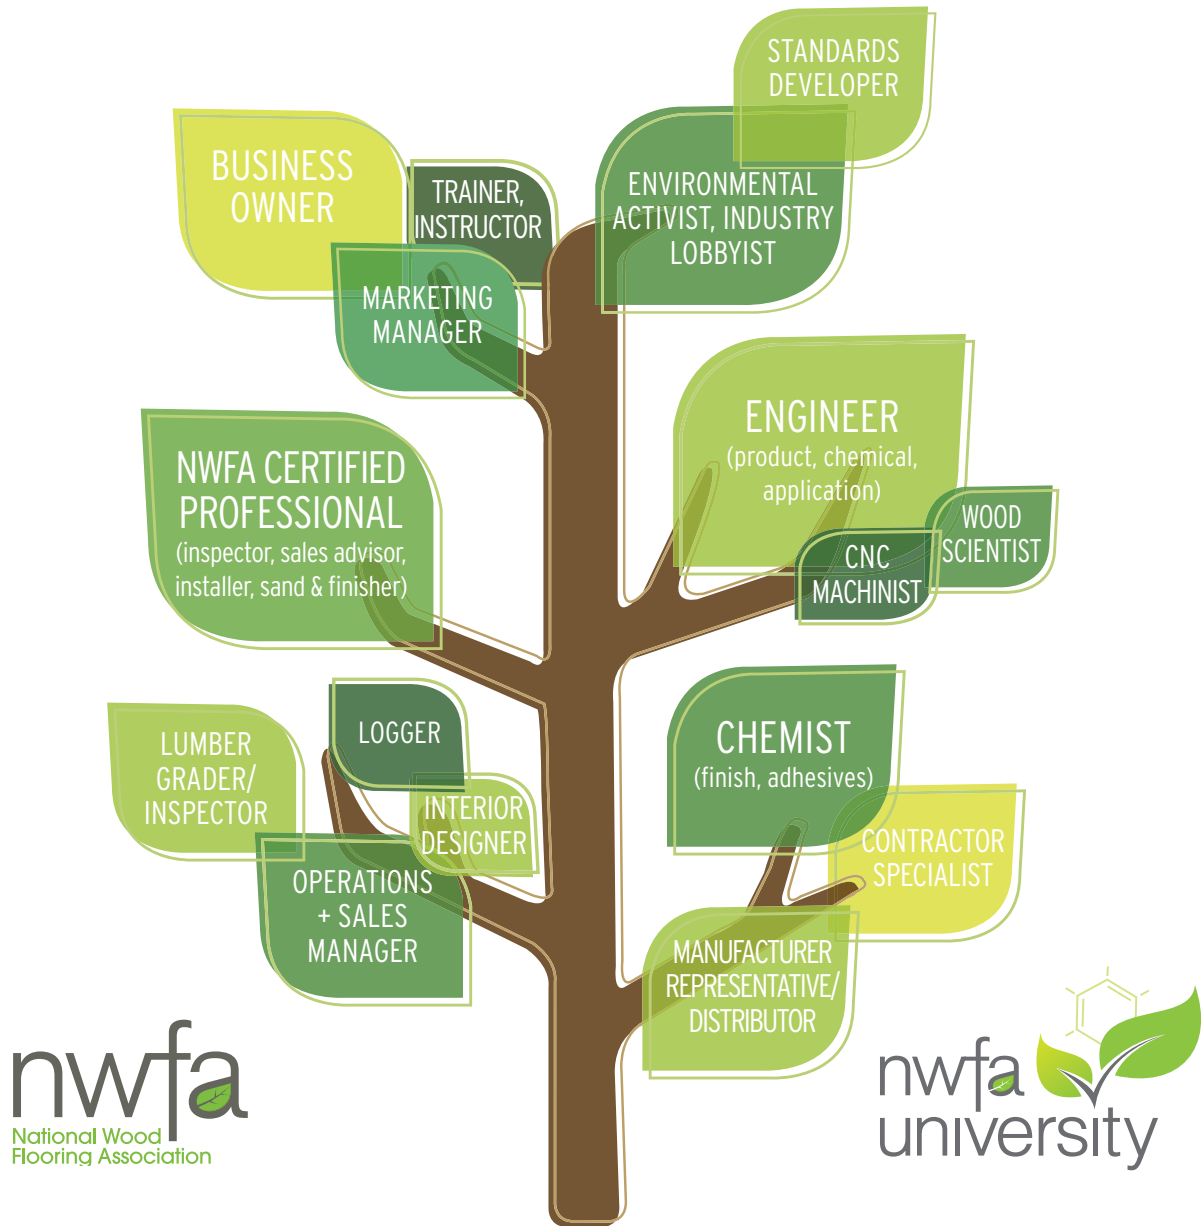 STANDARDS
DEVELOPER
BUSINESS
OWNER
TRAINER,
INSTRUCTOR
ENVIRONMENTAL
ACTIVIST, INDUSTRY
LOBBYIST
MARKETING
MANAGER
ENGINEER
(product, chemical,
application)
NWFA CERTIFIED
PROFESSIONAL
(inspector, sales advisor,
installer, sand & finisher)
WOOD
SCIENTIST
CNC
MACHINIST
LOGGER
LUMBER
GRADER/
INSPECTOR
INTERIOR
DESIGNER
CHEMIST
(finish, adhesives)
CONTRACTOR
SPECIALIST
OPERATIONS
+ SALES
MANAGER
MANUFACTURER
REPRESENTATIVE/
DISTRIBUTOR
nwfa
National Wood
Flooring Association
nwfa
university